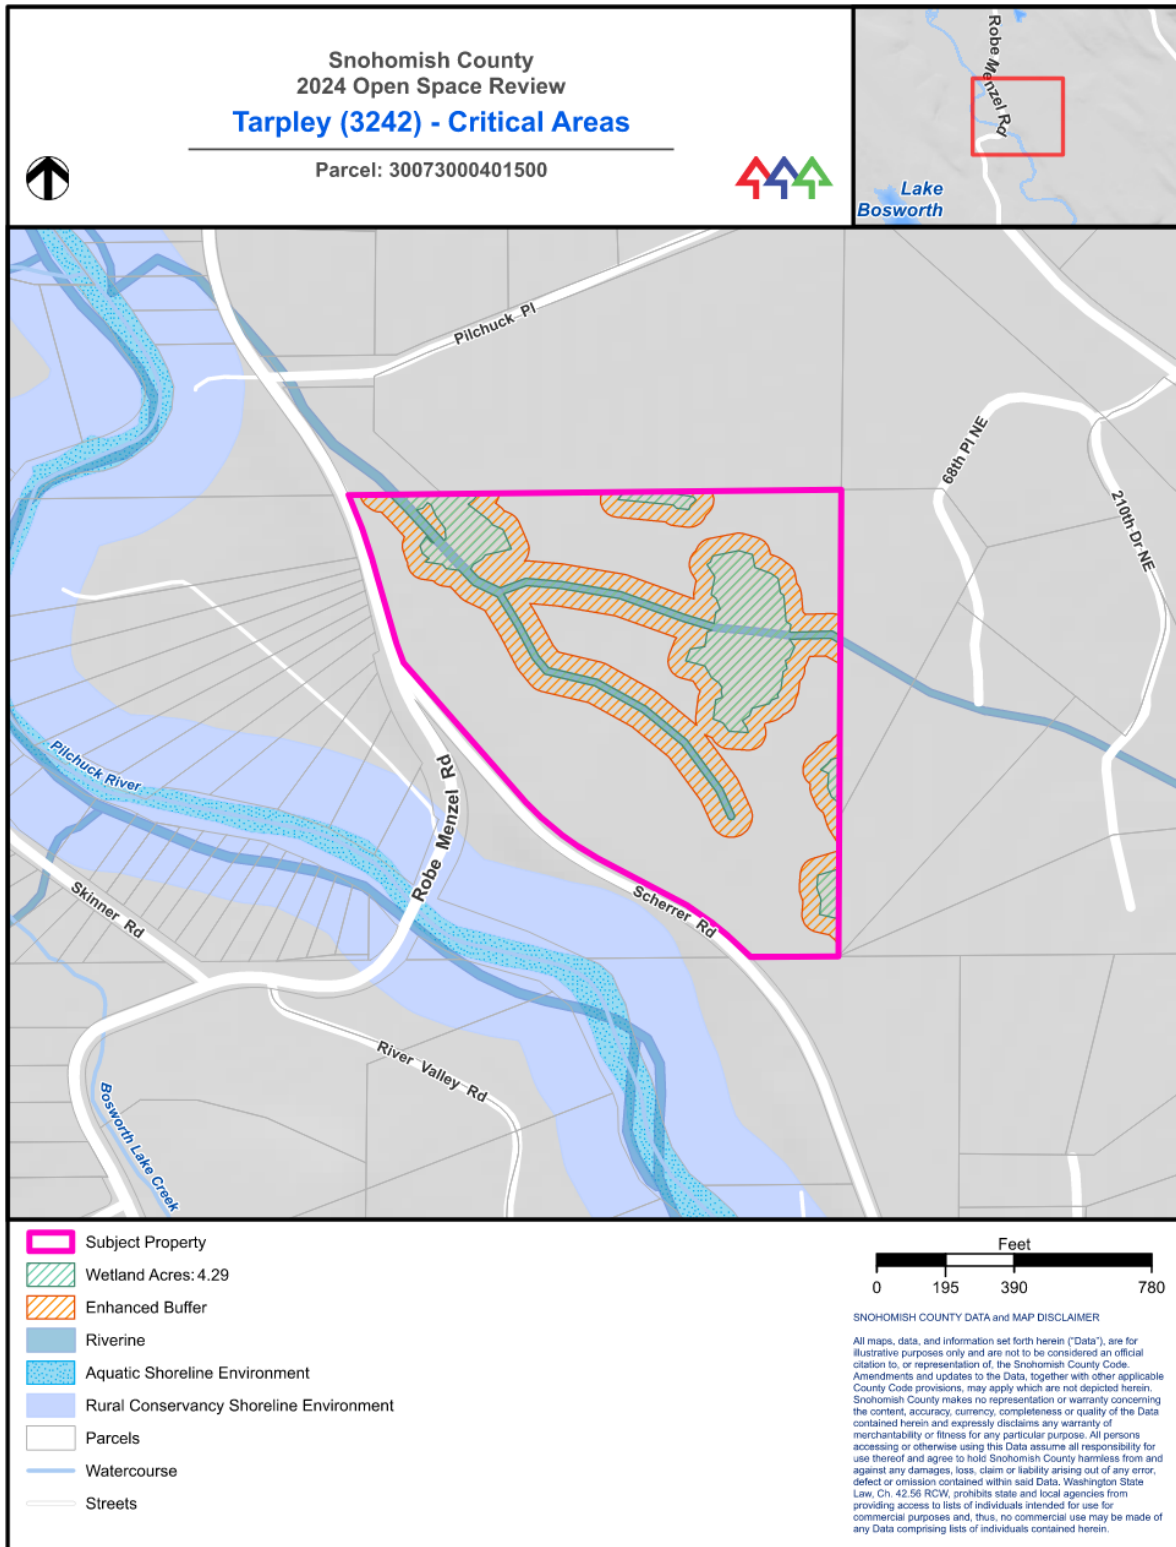 Snohomish County
2024 Open Space Review
Tarpley (3242) - Critical Areas
Parcel: 30073000401500
Robe Menzel Rd
Lake
Bosworth
Pilchuck Pl
68th Pl NE
210th Dr NE
Pilchuck River
Robe Menzel Rd
Skinner Rd
Scherrer Rd
River Valley Rd
Bosworth Lake Creek
Subject Property
Wetland Acres: 4.29
Enhanced Buffer
Riverine
Aquatic Shoreline Environment
Rural Conservancy Shoreline Environment
Parcels
Watercourse
Streets
Feet
0 195 390 780
SNOHOMISH COUNTY DATA and MAP DISCLAIMER
All maps, data, and information set forth herein ("Data"), are for
illustrative purposes only and are not to be considered an official
citation to, or representation of, the Snohomish County Code.
Amendments and updates to the Data, together with other applicable
County Code provisions, may apply which are not depicted herein.
Snohomish County makes no representation or warranty concerning
the content, accuracy, currency, completeness or quality of the Data
contained herein and expressly disclaims any warranty of
merchantability or fitness for any particular purpose. All persons
accessing or otherwise using this Data assume all responsibility for
use thereof and agree to hold Snohomish County harmless from and
against any damages, loss, claim or liability arising out of any error,
defect or omission contained within said Data. Washington State
Law, Ch. 42.56 RCW, prohibits state and local agencies from
providing access to lists of individuals intended for use for
commercial purposes and, thus, no commercial use may be made of
any Data comprising lists of individuals contained herein.